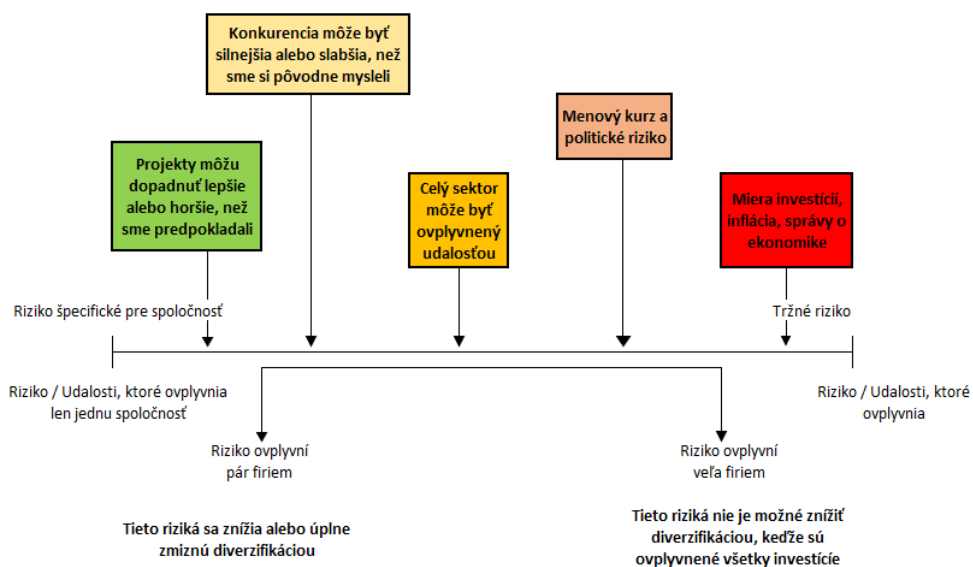 Konkurencia môže byť
silnejšia alebo slabšia, než
sme si pôvodne mysleli
Menový kurz a
politické riziko
Projekty môžu
dopadnuť lepšie
alebo horšie, než
sme predpokladali
Celý sektor
môže byť
ovplyvnený
udalosťou
Miera investícií,
inflácia, správy o
ekonomike
Riziko špecifické pre spoločnosť
Tržné riziko
Riziko / Udalosti, ktoré ovplyvnia
len jednu spoločnosť
Riziko / Udalosti, ktoré
ovplyvnia
Riziko ovplyvní
pár firiem
Riziko ovplyvní
veľa firiem
Tieto riziká sa znížia alebo úplne
zmiznú diverzifikáciou
Tieto riziká nie je možné znížiť
diverzifikáciou, keďže sú
ovplyvnené všetky investície